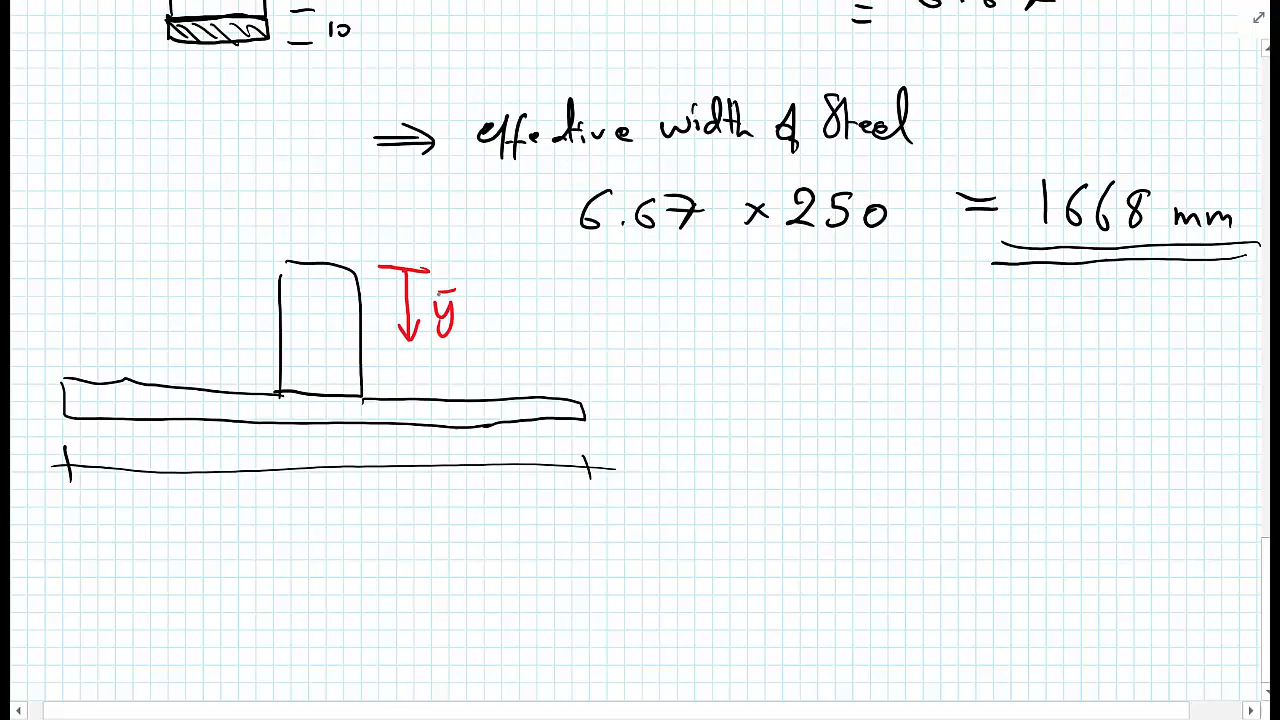 = 10
=
⇒ effective width of Steel
6.67 × 250 = 1668 mm
ȳ